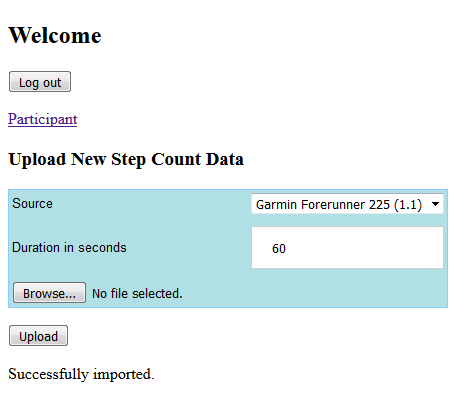 Welcome
Log out
Participant
Upload New Step Count Data
Source Garmin Forerunner 225 (1.1)
Duration in seconds 60
Browse... No file selected.
Upload
Successfully imported.